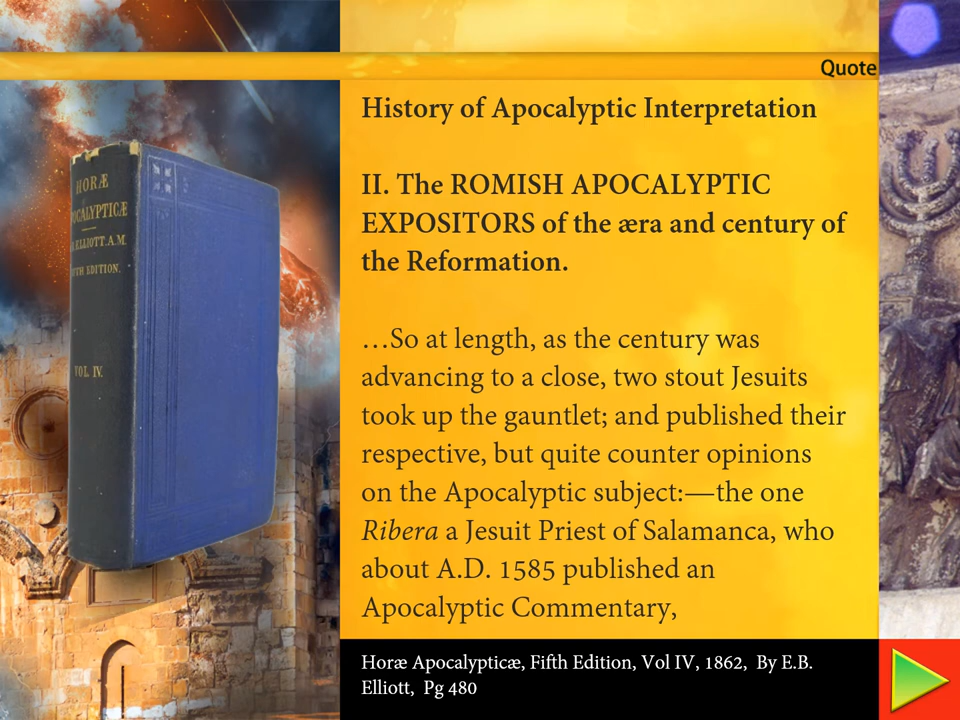 Quote
History of Apocalyptic Interpretation
II. The ROMISH APOCALYPTIC
EXPOSITORS of the æra and century of
the Reformation.
…So at length, as the century was
advancing to a close, two stout Jesuits
took up the gauntlet; and published their
respective, but quite counter opinions
on the Apocalyptic subject:—the one
Ribera a Jesuit Priest of Salamanca, who
about A.D. 1585 published an
Apocalyptic Commentary,
Horæ Apocalypticæ, Fifth Edition, Vol IV, 1862, By E.B.
Elliott, Pg 480
HORÆ
POCALYPTICÆ
ELLIOTT. A.M.
FTH EDITION.
VOL. IV.